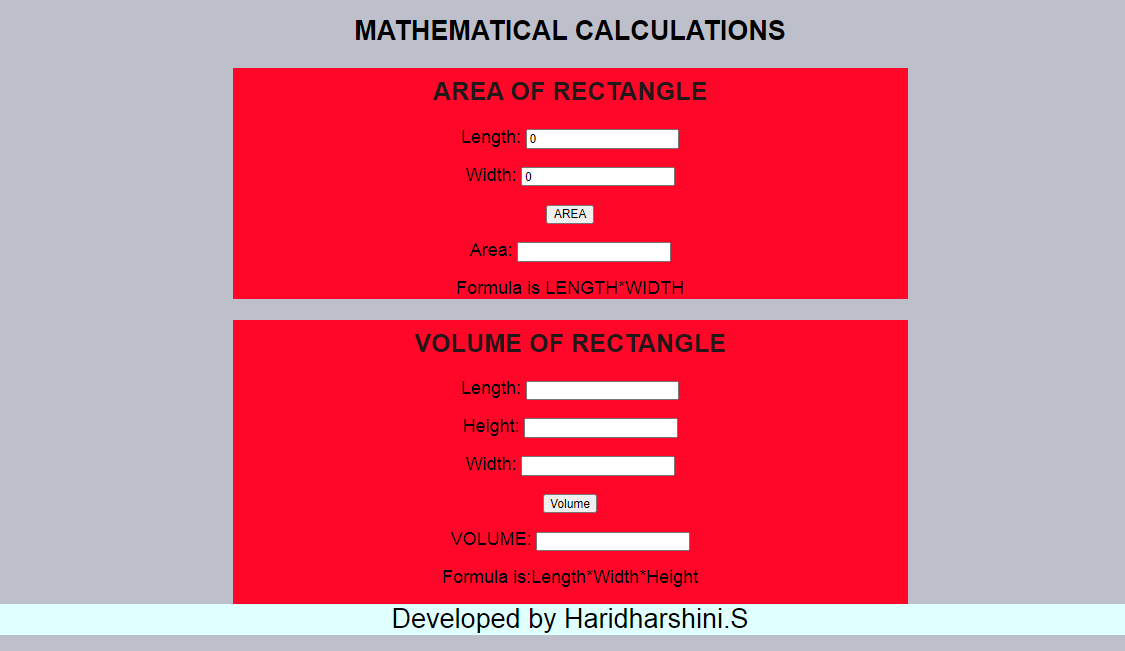 MATHEMATICAL CALCULATIONS
AREA OF RECTANGLE
Length: 0
Width: 0
AREA
Area:
Formula is LENGTH*WIDTH
VOLUME OF RECTANGLE
Length:
Height:
Width:
Volume
VOLUME:
Formula is:Length*Width*Height
Developed by Haridharshini.S